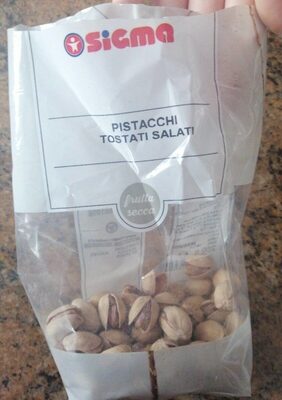 SIGMA
PISTACCHI
TOSTATI SALATI
frutta
secca